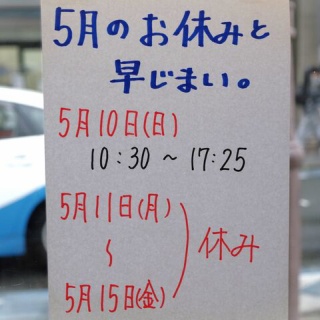 5月のお休みと
早じまい。
5月10日(日)
10:30 ~ 17:25
5月11日(月)
~
5月15日(金)
休み